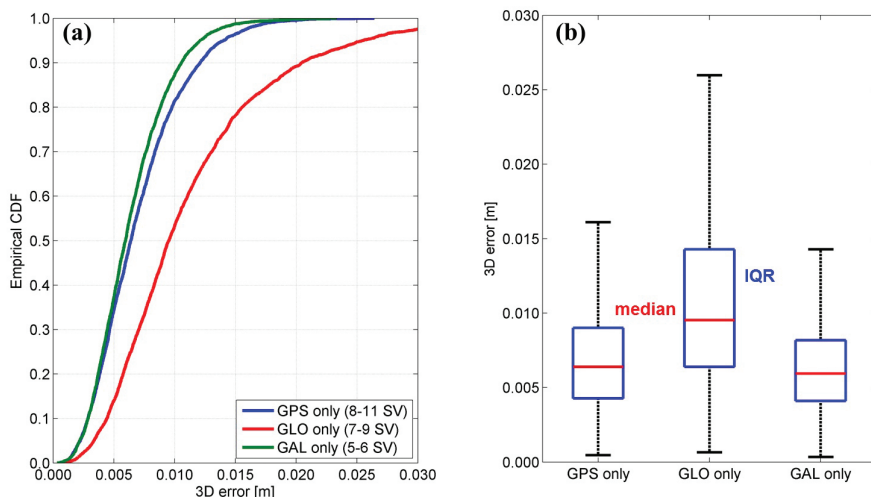 (a)
Empirical CDF
1.0
0.9
0.8
0.7
0.6
0.5
0.4
0.3
0.2
0.1
0.0
0.000
0.005
0.010
0.015
0.020
0.025
0.030
3D error [m]
GPS only (8-11 SV)
GLO only (7-9 SV)
GAL only (5-6 SV)
(b)
3D error [m]
0.030
0.025
0.020
0.015
0.010
0.005
0.000
median
IQR
GPS only
GLO only
GAL only